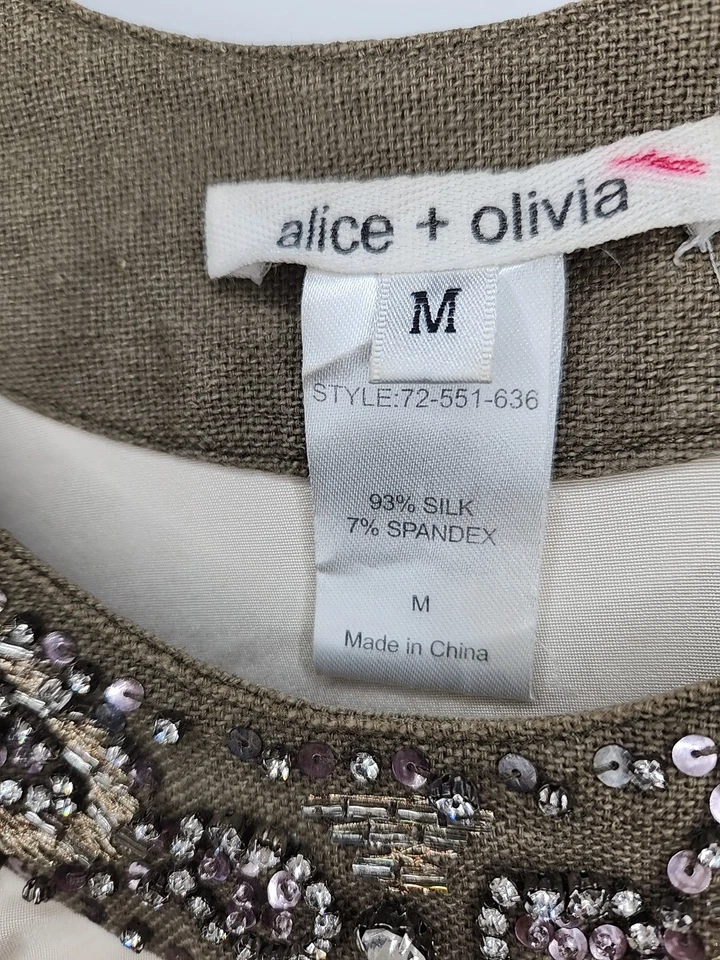 alice + olivia
M
STYLE:72-551-636
93% SILK
7% SPANDEX
M
Made in China